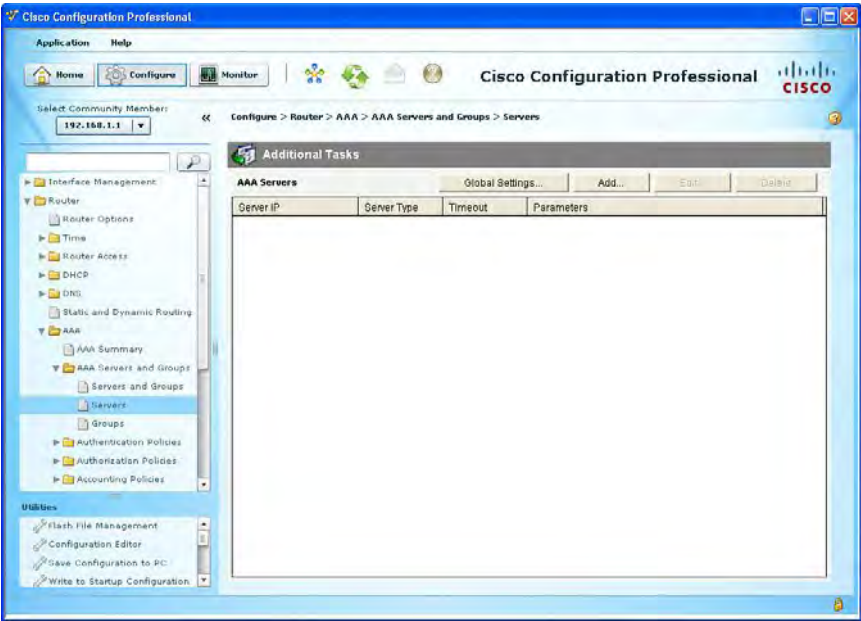 Cisco Configuration Professional
Application Help
Home Configure Monitor Cisco Configuration Professional CISCO
Select Community Member:
192.168.1.1
« Configure > Router > AAA > AAA Servers and Groups > Servers
Additional Tasks
AAA Servers Global Settings... Add... Edit... Delete
Server IP Server Type Timeout Parameters
Interface Management
Router
Router Options
Time
Router Access
DHCP
DNS
Static and Dynamic Routing
AAA
AAA Summary
AAA Servers and Groups
Servers and Groups
Servers
Groups
Authentication Policies
Authorization Policies
Accounting Policies
Utilities
Flash File Management
Configuration Editor
Save Configuration to PC
Write to Startup Configuration